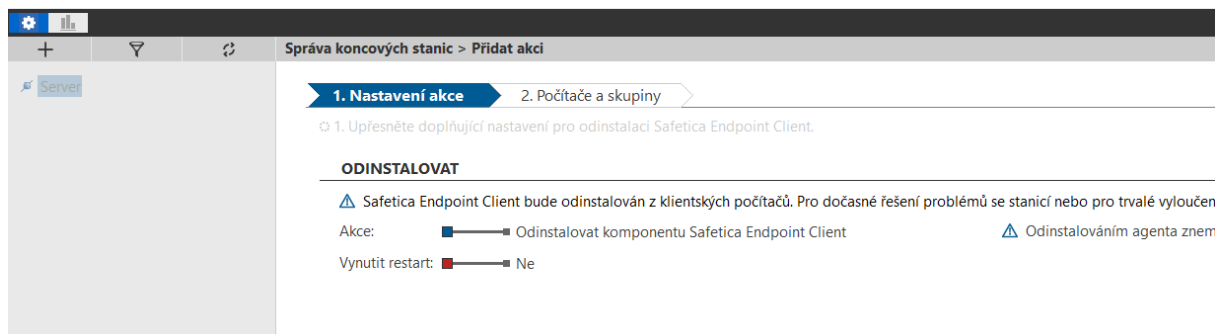 Správa koncových stanic > Přidat akci
Server
1. Nastavení akce
2. Počítače a skupiny
1. Upřesněte doplňující nastavení pro odinstalaci Safetica Endpoint Client.
ODINSTALOVAT
Safetica Endpoint Client bude odinstalován z klientských počítačů. Pro dočasné řešení problémů se stanicí nebo pro trvalé vyloučen
Akce: Odinstalovat komponentu Safetica Endpoint Client Odinstalováním agenta znem
Vynutit restart: Ne